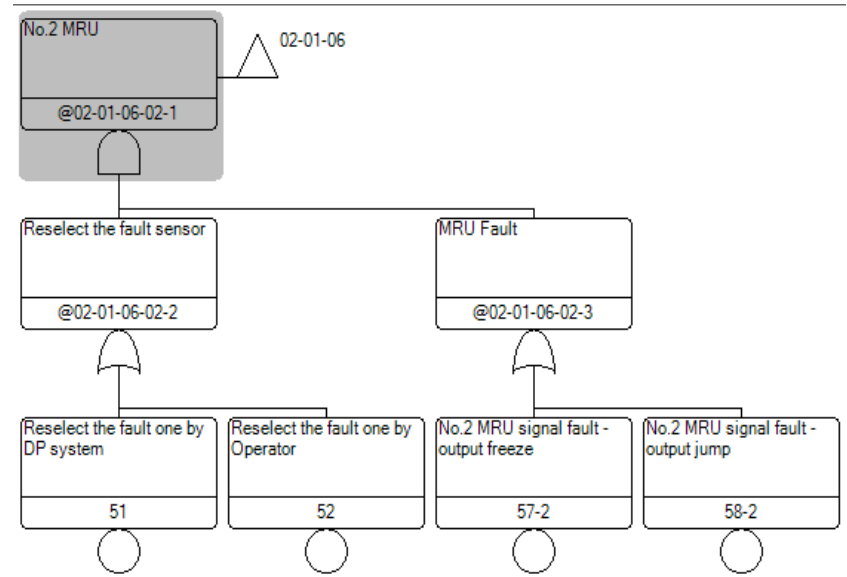 No.2 MRU
02-01-06
@02-01-06-02-1
Reselect the fault sensor
MRU Fault
@02-01-06-02-2
@02-01-06-02-3
Reselect the fault one by
DP system
Reselect the fault one by
Operator
No.2 MRU signal fault -
output freeze
No.2 MRU signal fault -
output jump
51
52
57-2
58-2